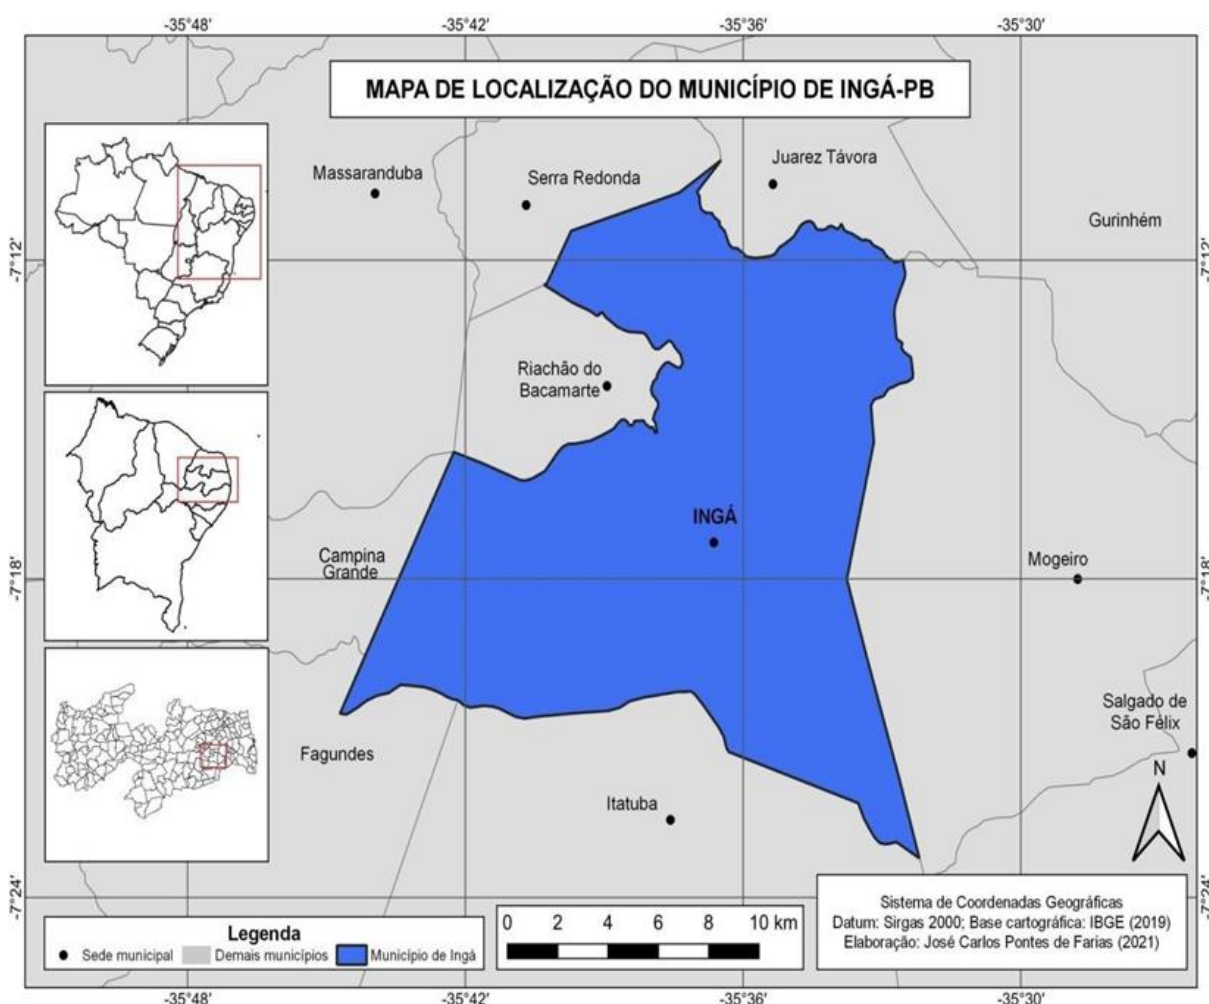 -35°48'
-35°42'
-35°36'
-35°30'
MAPA DE LOCALIZAÇÃO DO MUNICÍPIO DE INGÁ-PB
Massaranduba
Serra Redonda
Juarez Távora
Gurinhém
-7°12'
-7°12'
Riachão do
Bacamarte
INGÁ
Campina
Grande
Mogeiro
-7°18'
-7°18'
Salgado de
São Félix
Fagundes
Itatuba
N
-7°24'
-7°24'
Legenda
Sede municipal
Demais municípios
Município de Ingá
0 2 4 6 8 10 km
Sistema de Coordenadas Geográficas
Datum: Sirgas 2000; Base cartográfica: IBGE (2019)
Elaboração: José Carlos Pontes de Farias (2021)
-35°48'
-35°42'
-35°36'
-35°30'